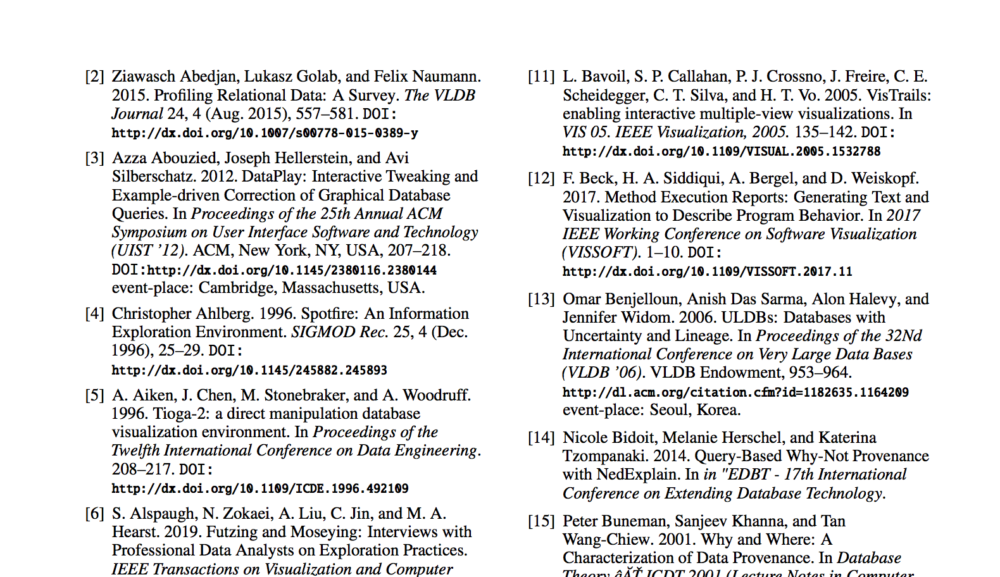 [2] Ziawasch Abedjan, Lukasz Golab, and Felix Naumann.
2015. Profiling Relational Data: A Survey. The VLDB
Journal 24, 4 (Aug. 2015), 557–581. DOI:
http://dx.doi.org/10.1007/s00778-015-0389-y
[3] Azza Abouzied, Joseph Hellerstein, and Avi
Silberschatz. 2012. DataPlay: Interactive Tweaking and
Example-driven Correction of Graphical Database
Queries. In Proceedings of the 25th Annual ACM
Symposium on User Interface Software and Technology
(UIST ’12). ACM, New York, NY, USA, 207–218.
DOI:http://dx.doi.org/10.1145/2380116.2380144
event-place: Cambridge, Massachusetts, USA.
[4] Christopher Ahlberg. 1996. Spotfire: An Information
Exploration Environment. SIGMOD Rec. 25, 4 (Dec.
1996), 25–29. DOI:
http://dx.doi.org/10.1145/245882.245893
[5] A. Aiken, J. Chen, M. Stonebraker, and A. Woodruff.
1996. Tioga-2: a direct manipulation database
visualization environment. In Proceedings of the
Twelfth International Conference on Data Engineering.
208–217. DOI:
http://dx.doi.org/10.1109/ICDE.1996.492109
[6] S. Alspaugh, N. Zokaei, A. Liu, C. Jin, and M. A.
Hearst. 2019. Futzing and Moseying: Interviews with
Professional Data Analysts on Exploration Practices.
IEEE Transactions on Visualization and Computer
[11] L. Bavoil, S. P. Callahan, P. J. Crossno, J. Freire, C. E.
Scheidegger, C. T. Silva, and H. T. Vo. 2005. VisTrails:
enabling interactive multiple-view visualizations. In
VIS 05. IEEE Visualization, 2005. 135–142. DOI:
http://dx.doi.org/10.1109/VISUAL.2005.1532788
[12] F. Beck, H. A. Siddiqui, A. Bergel, and D. Weiskopf.
2017. Method Execution Reports: Generating Text and
Visualization to Describe Program Behavior. In 2017
IEEE Working Conference on Software Visualization
(VISSOFT). 1–10. DOI:
http://dx.doi.org/10.1109/VISSOFT.2017.11
[13] Omar Benjelloun, Anish Das Sarma, Alon Halevy, and
Jennifer Widom. 2006. ULDBs: Databases with
Uncertainty and Lineage. In Proceedings of the 32Nd
International Conference on Very Large Data Bases
(VLDB ’06). VLDB Endowment, 953–964.
http://dl.acm.org/citation.cfm?id=1182635.1164209
event-place: Seoul, Korea.
[14] Nicole Bidoit, Melanie Herschel, and Katerina
Tzompanaki. 2014. Query-Based Why-Not Provenance
with NedExplain. In in "EDBT - 17th International
Conference on Extending Database Technology.
[15] Peter Buneman, Sanjeev Khanna, and Tan
Wang-Chiew. 2001. Why and Where: A
Characterization of Data Provenance. In Database
Theory âĂŤ ICDT 2001 (Lecture Notes in Computer